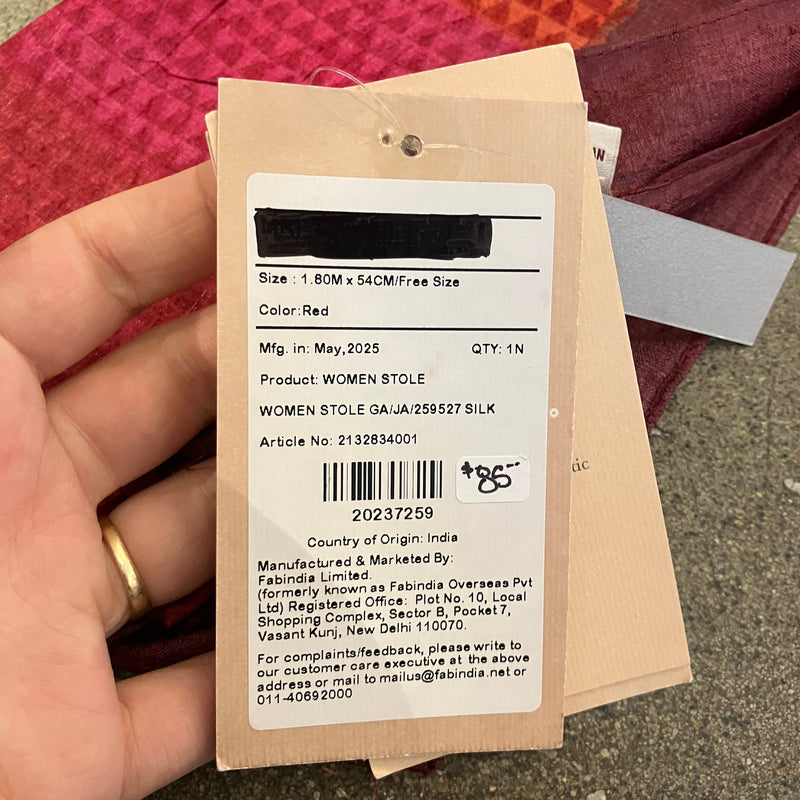 Size : 1.80M x 54CM/Free Size
Color:Red
Mfg. in: May,2025 QTY: 1N
Product: WOMEN STOLE
WOMEN STOLE GA/JA/259527 SILK
Article No: 2132834001
$85
20237259
Country of Origin: India
Manufactured & Marketed By:
Fabindia Limited.
(formerly known as Fabindia Overseas Pvt
Ltd) Registered Office: Plot No. 10, Local
Shopping Complex, Sector B, Pocket 7,
Vasant Kunj, New Delhi 110070.
For complaints/feedback, please write to
our customer care executive at the above
address or mail to mailus@fabindia.net or
011-40692000
tic